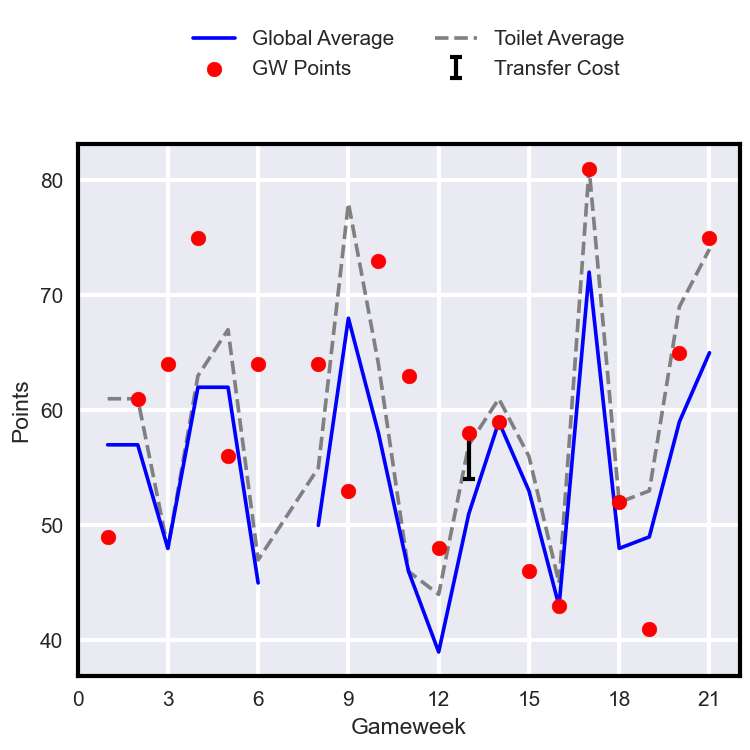 Global Average
Toilet Average
GW Points
Transfer Cost
80
70
60
50
40
Points
0 3 6 9 12 15 18 21
Gameweek